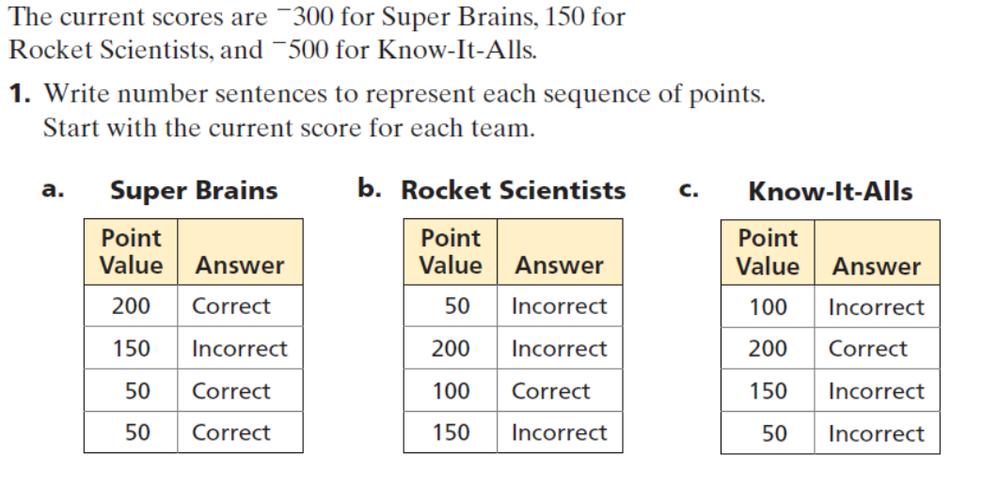 The current scores are ⁻300 for Super Brains, 150 for
Rocket Scientists, and ⁻500 for Know-It-Alls.
1. Write number sentences to represent each sequence of points.
Start with the current score for each team.
a. Super Brains
Point Value Answer
200 Correct
150 Incorrect
50 Correct
50 Correct
b. Rocket Scientists
Point Value Answer
50 Incorrect
200 Incorrect
100 Correct
150 Incorrect
c. Know-It-Alls
Point Value Answer
100 Incorrect
200 Correct
150 Incorrect
50 Incorrect